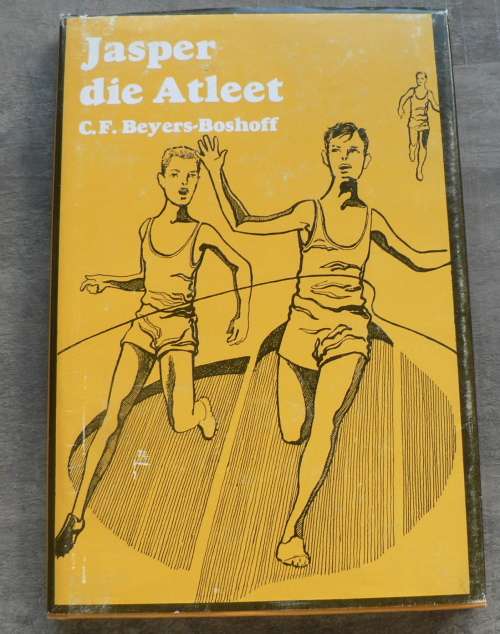 Jasper
die Atleet
C.F. Beyers-Boshoff